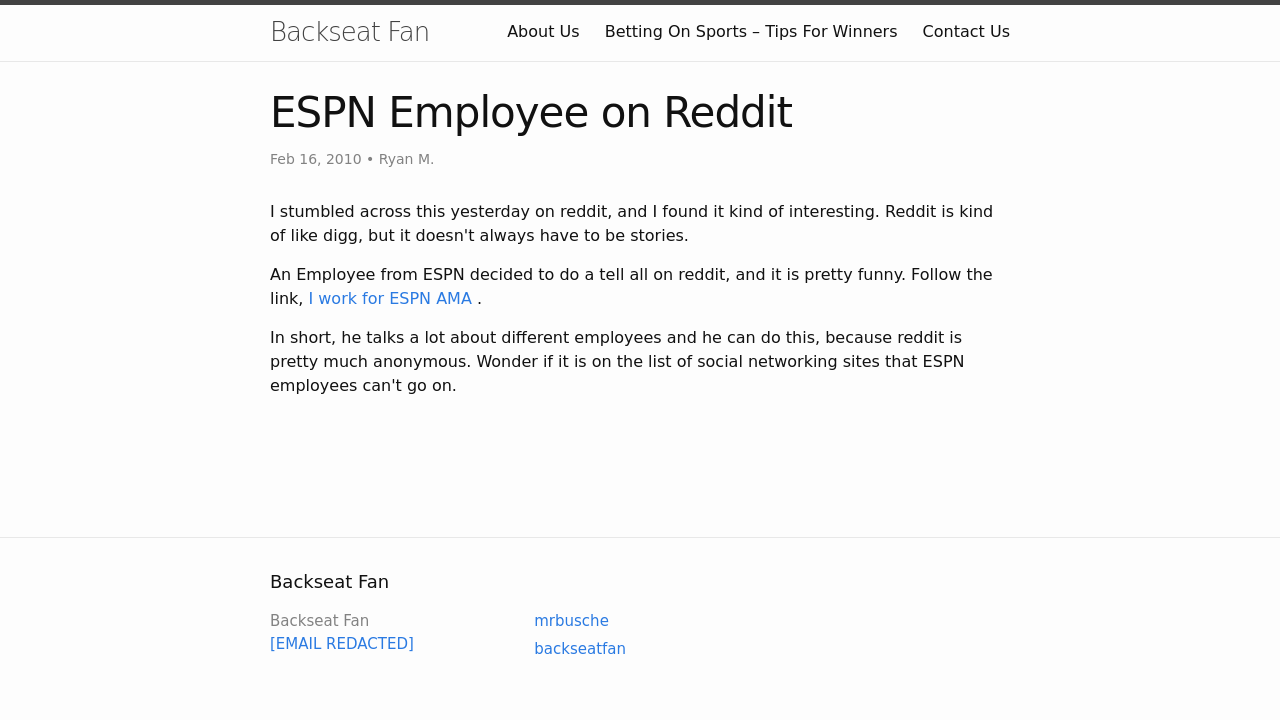 Backseat Fan
About Us
Betting On Sports – Tips For Winners
Contact Us
ESPN Employee on Reddit
Feb 16, 2010 • Ryan M.
I stumbled across this yesterday on reddit, and I found it kind of interesting. Reddit is kind
of like digg, but it doesn't always have to be stories.
An Employee from ESPN decided to do a tell all on reddit, and it is pretty funny. Follow the
link, I work for ESPN AMA .
In short, he talks a lot about different employees and he can do this, because reddit is
pretty much anonymous. Wonder if it is on the list of social networking sites that ESPN
employees can't go on.
Backseat Fan
Backseat Fan
[EMAIL REDACTED]
mrbusche
backseatfan